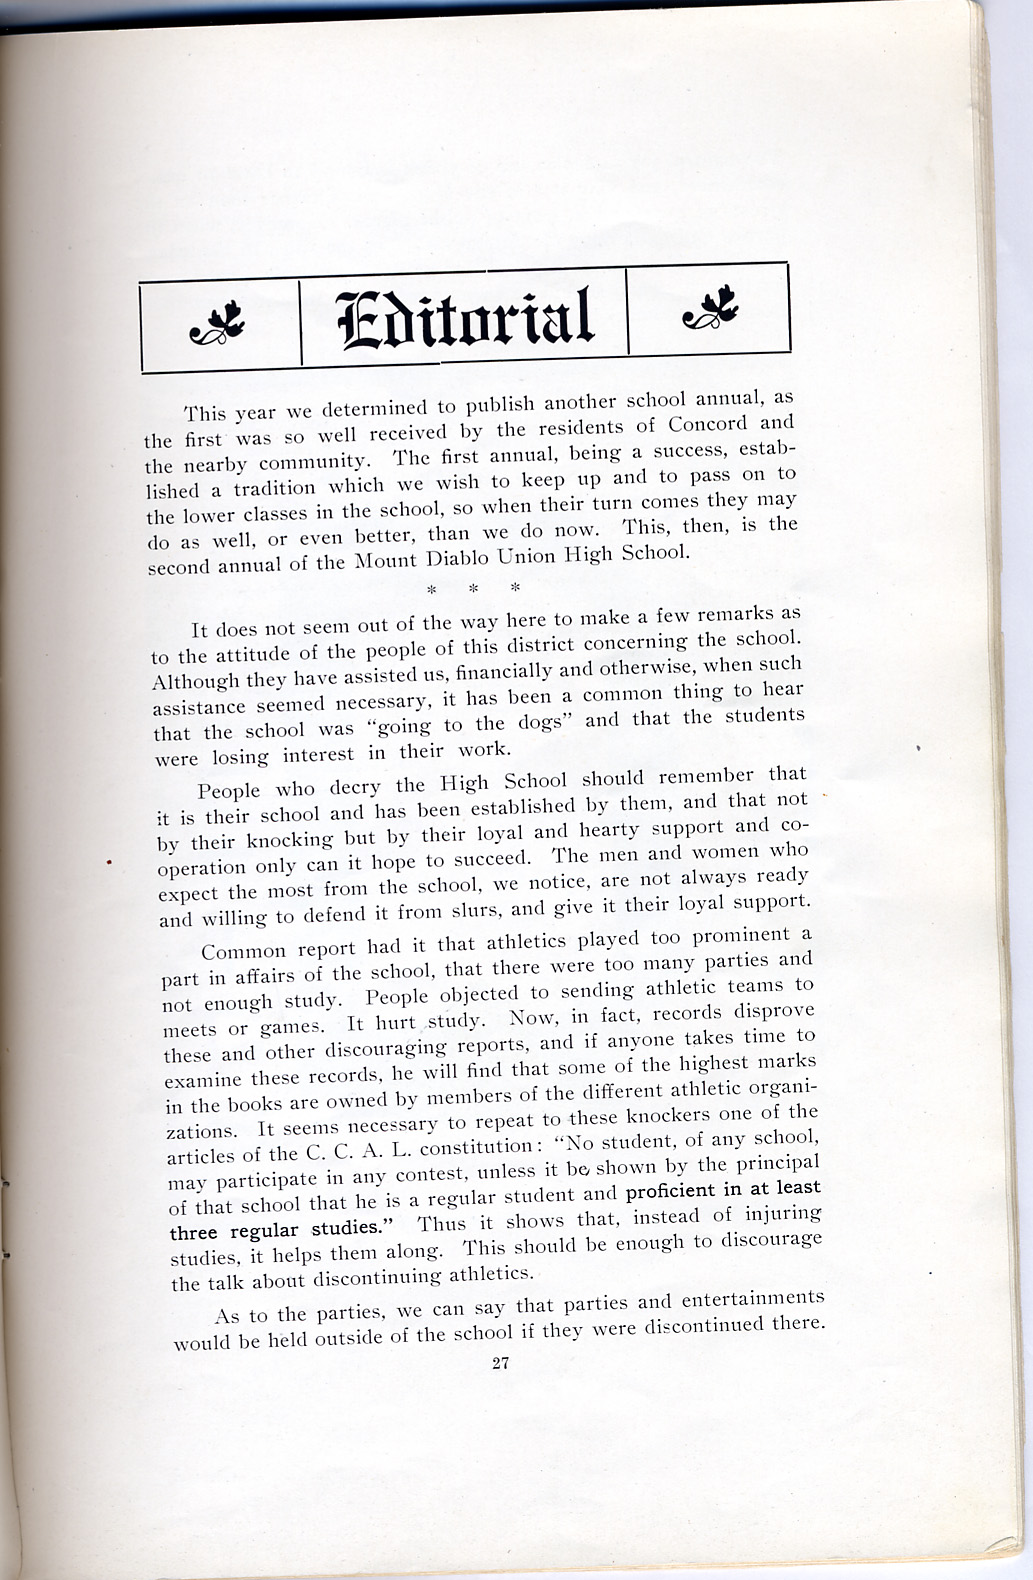 Editorial
This year we determined to publish another school annual, as
the first was so well received by the residents of Concord and
the nearby community. The first annual, being a success, estab-
lished a tradition which we wish to keep up and to pass on to
the lower classes in the school, so when their turn comes they may
do as well, or even better, than we do now. This, then, is the
second annual of the Mount Diablo Union High School.
* * *
It does not seem out of the way here to make a few remarks as
to the attitude of the people of this district concerning the school.
Although they have assisted us, financially and otherwise, when such
assistance seemed necessary, it has been a common thing to hear
that the school was “going to the dogs” and that the students
were losing interest in their work.
People who decry the High School should remember that
it is their school and has been established by them, and that not
by their knocking but by their loyal and hearty support and co-
operation only can it hope to succeed. The men and women who
expect the most from the school, we notice, are not always ready
and willing to defend it from slurs, and give it their loyal support.
Common report had it that athletics played too prominent a
part in affairs of the school, that there were too many parties and
not enough study. People objected to sending athletic teams to
meets or games. It hurt study. Now, in fact, records disprove
these and other discouraging reports, and if anyone takes time to
examine these records, he will find that some of the highest marks
in the books are owned by members of the different athletic organi-
zations. It seems necessary to repeat to these knockers one of the
articles of the C. C. A. L. constitution: “No student, of any school,
may participate in any contest, unless it be shown by the principal
of that school that he is a regular student and proficient in at least
three regular studies.” Thus it shows that, instead of injuring
studies, it helps them along. This should be enough to discourage
the talk about discontinuing athletics.
As to the parties, we can say that parties and entertainments
would be held outside of the school if they were discontinued there.
27